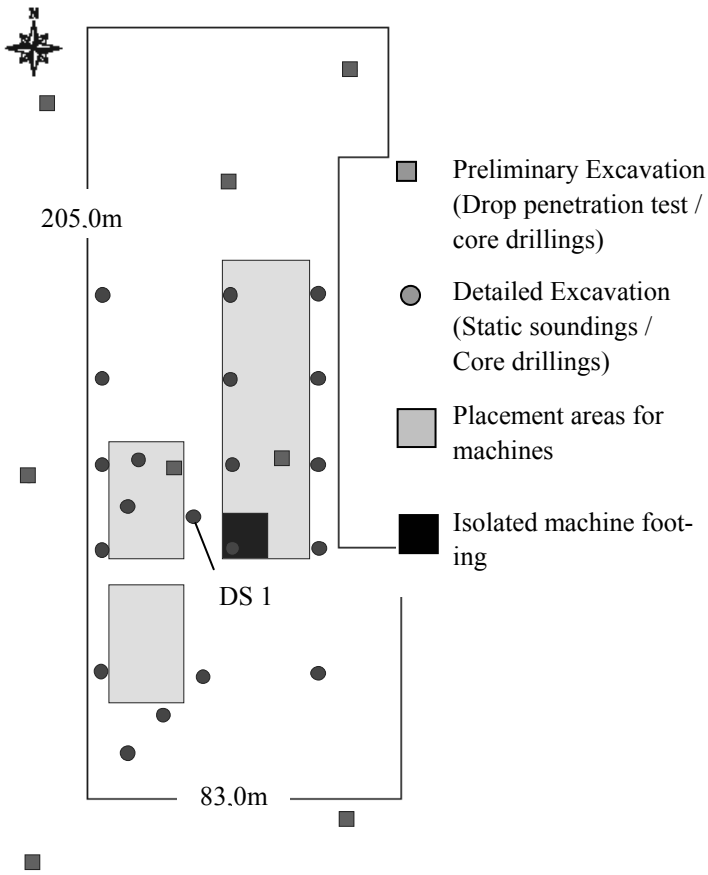 N
205,0m
Preliminary Excavation
(Drop penetration test /
core drillings)
Detailed Excavation
(Static soundings /
Core drillings)
Placement areas for
machines
Isolated machine foot-
ing
DS 1
83,0m